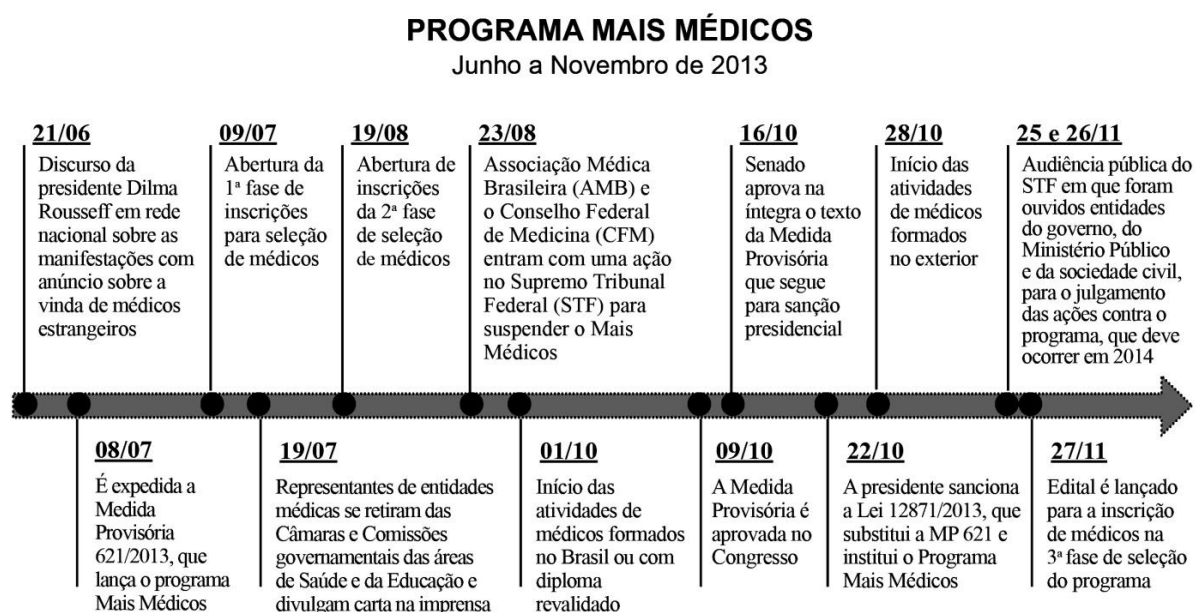 PROGRAMA MAIS MÉDICOS
Junho a Novembro de 2013
21/06
Discurso da
presidente Dilma
Rousseff em rede
nacional sobre as
manifestações com
anúncio sobre a
vinda de médicos
estrangeiros
09/07
Abertura da
1ª fase de
inscrições
para seleção
de médicos
19/08
Abertura de
inscrições
da 2ª fase
de seleção
de médicos
23/08
Associação Médica
Brasileira (AMB) e
o Conselho Federal
de Medicina (CFM)
entram com uma ação
no Supremo Tribunal
Federal (STF) para
suspender o Mais
Médicos
16/10
Senado
aprova na
íntegra o texto
da Medida
Provisória
que segue
para sanção
presidencial
28/10
Início das
atividades
de médicos
formados
no exterior
25 e 26/11
Audiência pública do
STF em que foram
ouvidos entidades
do governo, do
Ministério Público
e da sociedade civil,
para o julgamento
das ações contra o
programa, que deve
ocorrer em 2014
08/07
É expedida a
Medida
Provisória
621/2013, que
lança o programa
Mais Médicos
19/07
Representantes de entidades
médicas se retiram das
Câmaras e Comissões
governamentais das áreas
de Saúde e da Educação e
divulgam carta na imprensa
01/10
Início das
atividades de
médicos formados
no Brasil ou com
diploma
revalidado
09/10
A Medida
Provisória é
aprovada no
Congresso
22/10
A presidente sanciona
a Lei 12871/2013, que
substitui a MP 621 e
institui o Programa
Mais Médicos
27/11
Edital é lançado
para a inscrição
de médicos na
3ª fase de seleção
do programa